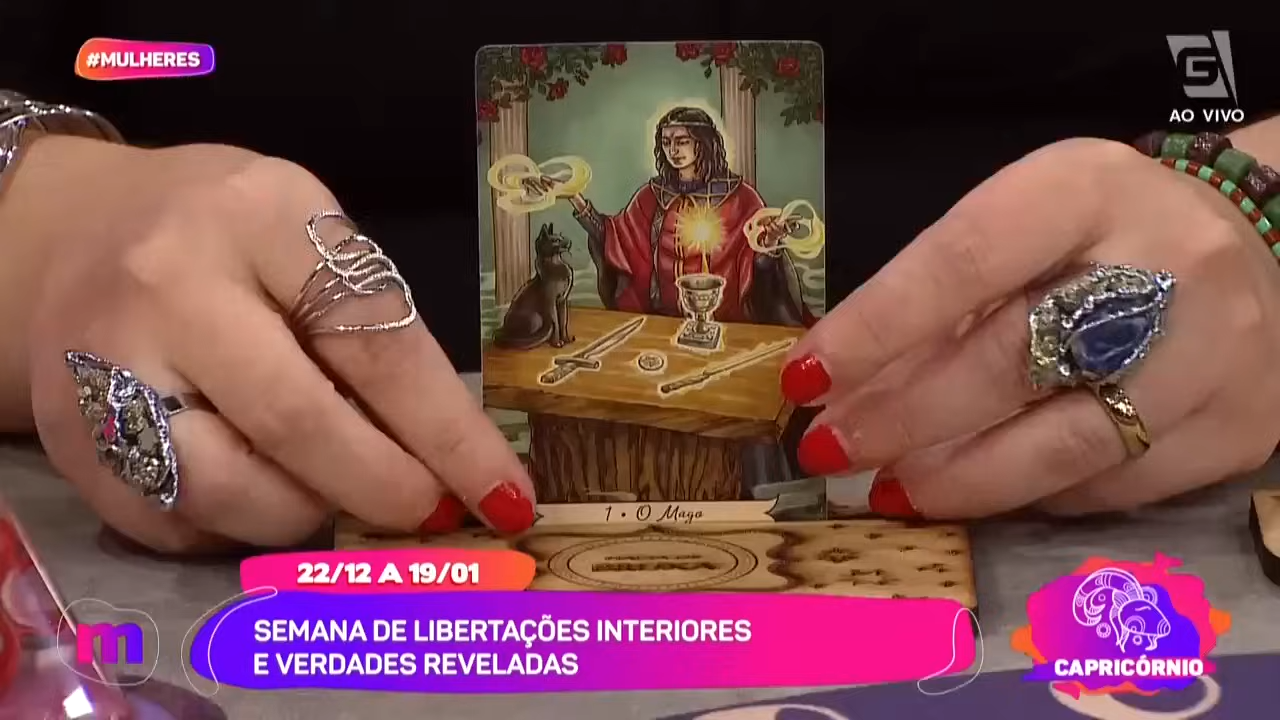 #MULHERES
G
AO VIVO
1 • O Mago
22/12 A 19/01
SEMANA DE LIBERTAÇÕES INTERIORES
E VERDADES REVELADAS
m
CAPRICÓRNIO